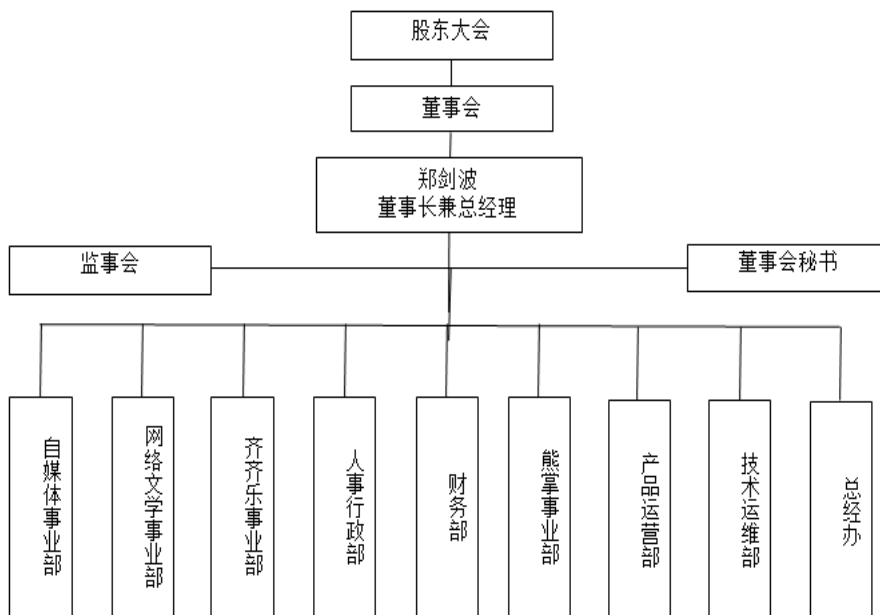 股东大会
董事会
郑剑波
董事长兼总经理
监事会
董事会秘书
自媒体事业部
网络文学事业部
齐齐乐事业部
人事行政部
财务部
熊掌事业部
产品运营部
技术运维部
总经办